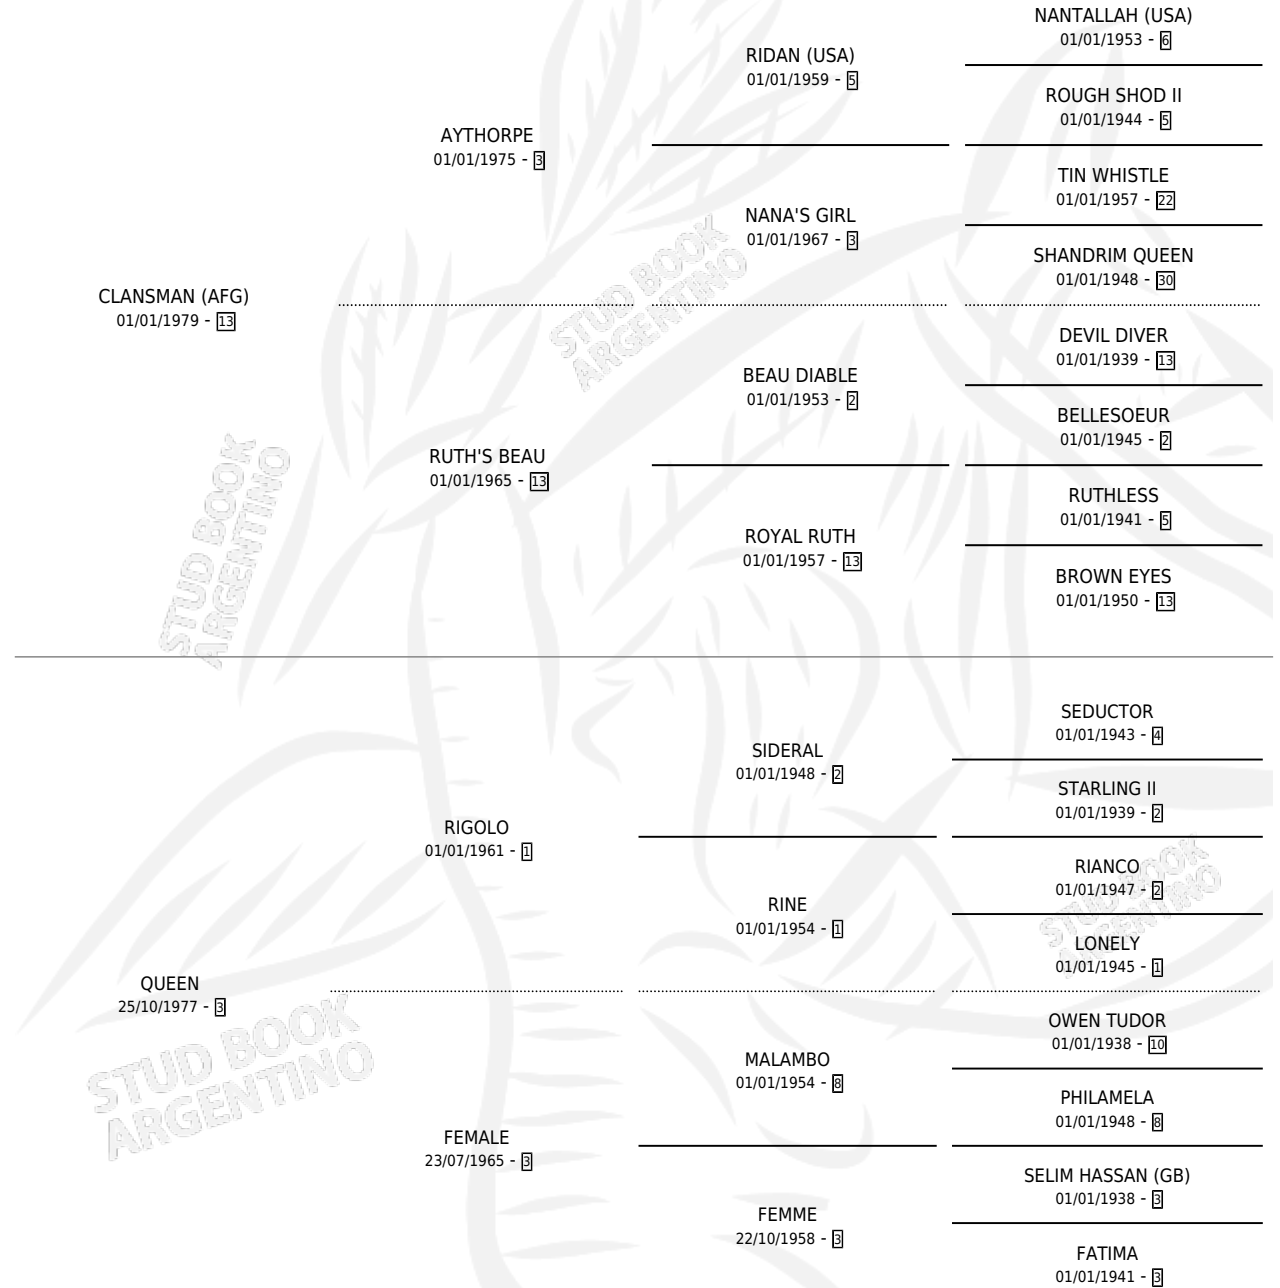 NANTALLAH (USA)
01/01/1953 - 6
RIDAN (USA)
01/01/1959 - 5
ROUGH SHOD II
01/01/1944 - 5
AYTHORPE
01/01/1975 - 3
TIN WHISTLE
01/01/1957 - 22
NANA'S GIRL
01/01/1967 - 3
SHANDRIM QUEEN
01/01/1948 - 30
CLANSMAN (AFG)
01/01/1979 - 13
DEVIL DIVER
01/01/1939 - 13
BEAU DIABLE
01/01/1953 - 2
BELLESOEUR
01/01/1945 - 2
RUTH'S BEAU
01/01/1965 - 13
RUTHLESS
01/01/1941 - 5
ROYAL RUTH
01/01/1957 - 13
BROWN EYES
01/01/1950 - 13
SEDUCTOR
01/01/1943 - 4
SIDERAL
01/01/1948 - 2
STARLING II
01/01/1939 - 2
RIGOLO
01/01/1961 - 1
RIANCO
01/01/1947 - 2
RINE
01/01/1954 - 1
LONELY
01/01/1945 - 1
QUEEN
25/10/1977 - 3
OWEN TUDOR
01/01/1938 - 10
MALAMBO
01/01/1954 - 8
PHILAMELA
01/01/1948 - 8
FEMALE
23/07/1965 - 3
SELIM HASSAN (GB)
01/01/1938 - 3
FEMME
22/10/1958 - 3
FATIMA
01/01/1941 - 3
STUD BOOK
ARGENTINO
STUD BOOK
ARGENTINO
STUD BOOK
ARGENTINO
STUD BOOK
ARGENTINO